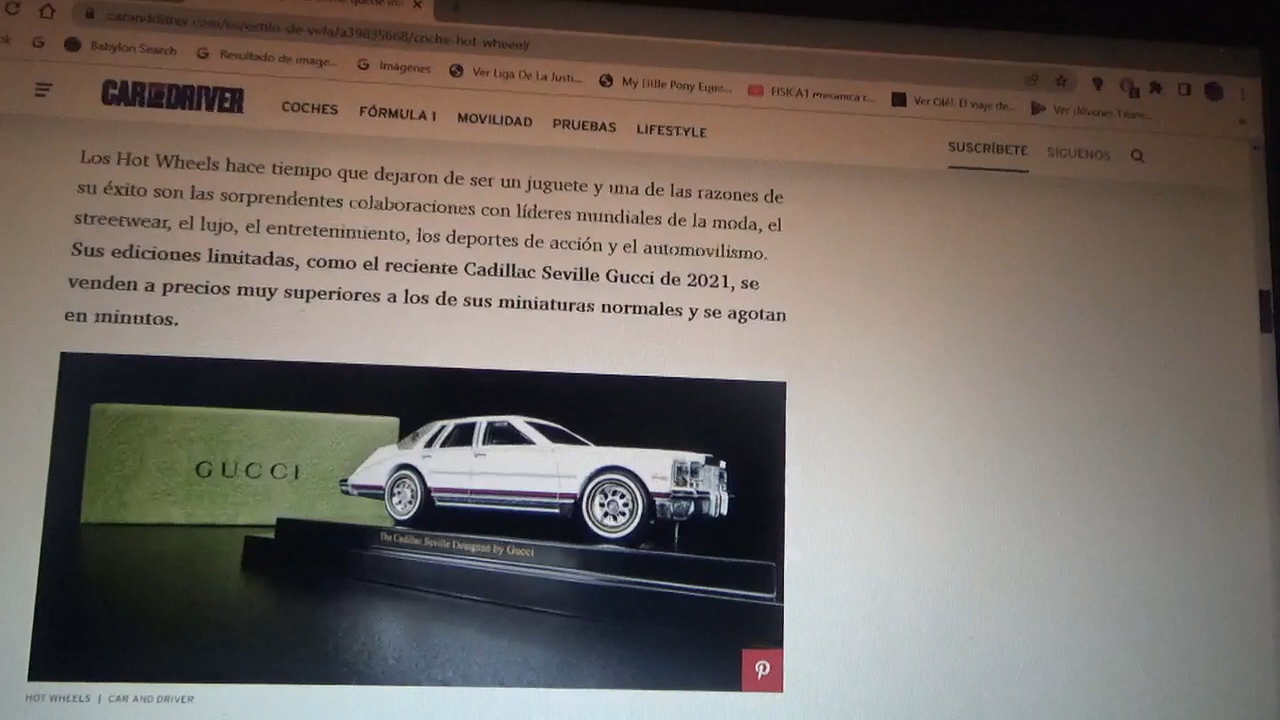 caranddriver.com/es/estilo-de-vida/a39835668/coche-hot-wheeel/
Babylon Search
Resultado de image...
Imágenes
Ver Liga De La Justi...
My Little Pony Eque...
FISICA1 mecanica c...
Ver Olé! El viaje de...
Ver Jóvenes Titane...
CAR AND DRIVER
COCHES FÓRMULA 1 MOVILIDAD PRUEBAS LIFESTYLE
SUSCRÍBETE SÍGUENOS
Los Hot Wheels hace tiempo que dejaron de ser un juguete y una de las razones de
su éxito son las sorprendentes colaboraciones con líderes mundiales de la moda, el
streetwear, el lujo, el entretenimiento, los deportes de acción y el automovilismo.
Sus ediciones limitadas, como el reciente Cadillac Seville Gucci de 2021, se
venden a precios muy superiores a los de sus miniaturas normales y se agotan
en minutos.
GUCCI
The Cadillac Seville Designed by Gucci
HOT WHEELS | CAR AND DRIVER